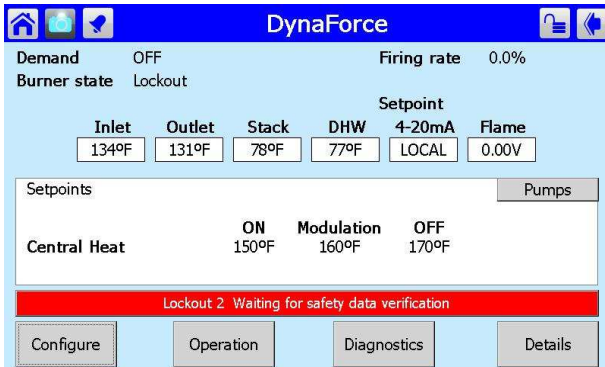 DynaForce
Demand OFF Firing rate 0.0%
Burner state Lockout
Setpoint
Inlet Outlet Stack DHW 4-20mA Flame
134ºF 131ºF 78ºF 77ºF LOCAL 0.00V
Setpoints Pumps
ON Modulation OFF
Central Heat 150ºF 160ºF 170ºF
Lockout 2 Waiting for safety data verification
Configure Operation Diagnostics Details